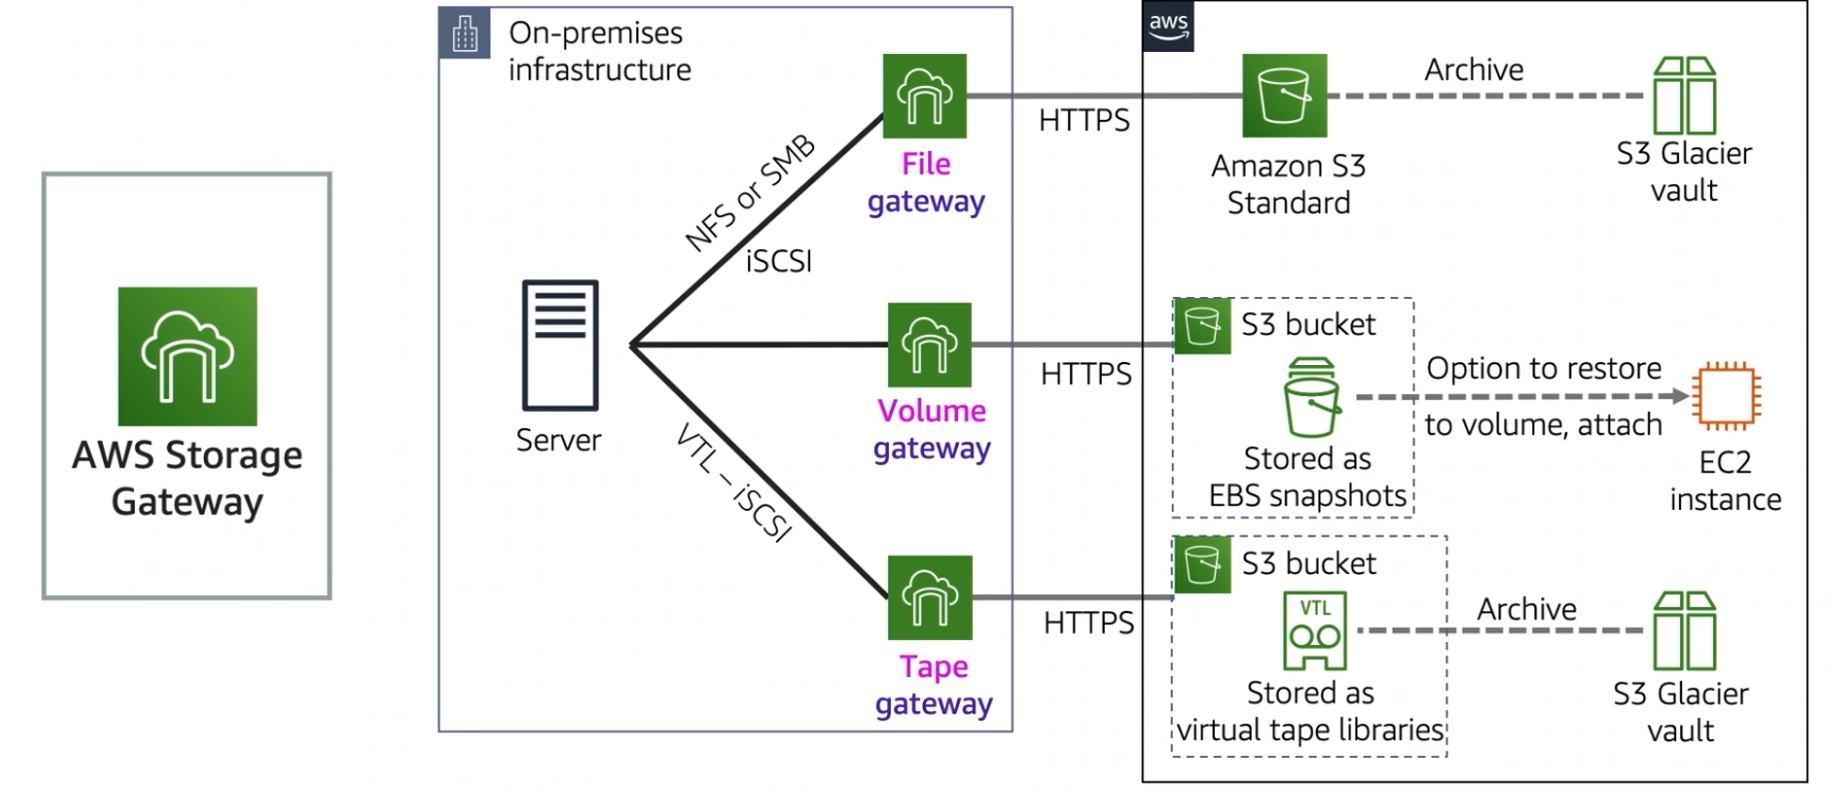 AWS Storage
Gateway
On-premises
infrastructure
Server
NFS or SMB
iSCSI
VTL – iSCSI
File
gateway
Volume
gateway
Tape
gateway
HTTPS
HTTPS
HTTPS
aws
Amazon S3
Standard
Archive
S3 Glacier
vault
S3 bucket
Stored as
EBS snapshots
Option to restore
to volume, attach
EC2
instance
S3 bucket
VTL
Stored as
virtual tape libraries
Archive
S3 Glacier
vault